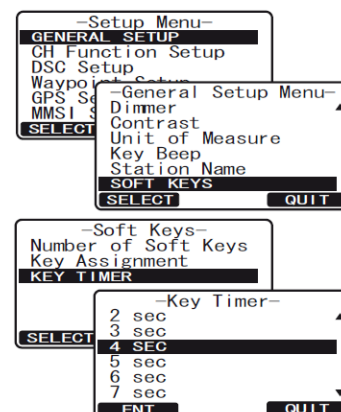 –Setup Menu–
GENERAL SETUP
CH Function Setup
DSC Setup
Waypoint Setup
GPS Se
MMSI S
SELECT
–General Setup Menu–
Dimmer
Contrast
Unit of Measure
Key Beep
Station Name
SOFT KEYS
SELECT QUIT
–Soft Keys–
Number of Soft Keys
Key Assignment
KEY TIMER
SELECT
–Key Timer–
2 sec
3 sec
4 SEC
5 sec
6 sec
7 sec
ENT QUIT